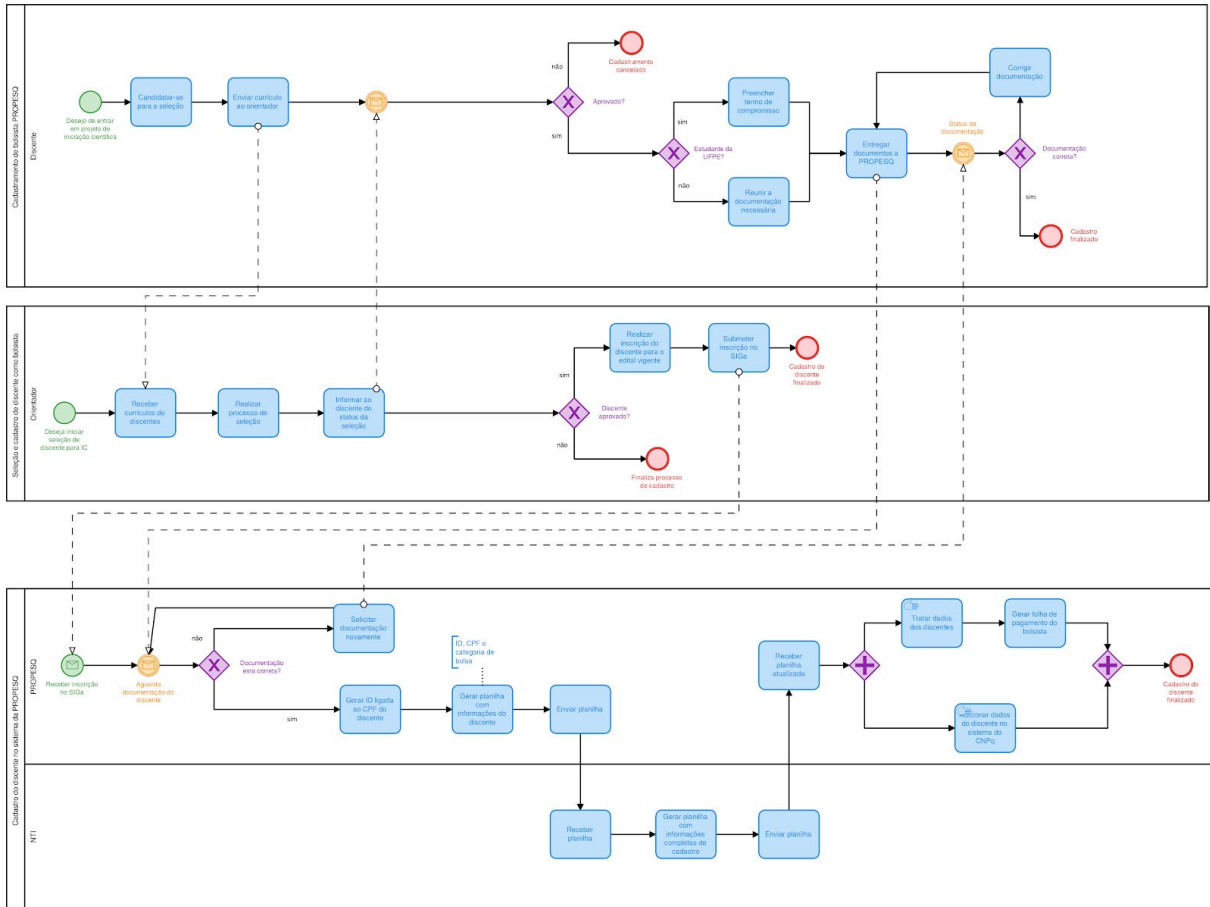 Cadastramento do bolsista PROPESQ
Discente
Desejo de entrar
em projeto de
iniciação científica
Candidatar-se
para a seleção
Enviar currículo
ao orientador
não
Cadastramento
cancelado
Aprovado?
sim
Estudante da
UFPE?
sim
não
Preencher
termo de
compromisso
Reunir a
documentação
necessária
Entregar
documentos a
PROPESQ
Status da
documentação
Corrigir
documentação
Documentação
correta?
sim
Cadastro
finalizado
Seleção e cadastro de discente como bolsista
Orientador
Deseja iniciar
seleção de
discente para IC
Receber
currículos de
discentes
Realizar
processo de
seleção
Informar ao
discente do
status da
seleção
sim
Discente
aprovado?
não
Realizar
inscrição do
discente para o
edital vigente
Submeter
inscrição no
SIGa
Cadastro do
discente
finalizado
Finaliza processo
de cadastro
Cadastro do discente no sistema da PROPESQ
PROPESQ
Receber inscrição
no SIGa
Aguarda
documentação do
discente
não
Documentação
esta correta?
sim
Solicitar
documentação
novamente
Gerar ID ligada
ao CPF do
discente
ID, CPF e
categoria de
bolsa
Gerar planilha
com
informações do
discente
Enviar planilha
Receber
planilha
atualizada
Tratar dados
dos discentes
Gerar folha de
pagamento do
bolsista
Adicionar dados
do discente no
sistema do
CNPq
Cadastro do
discente
finalizado
NTI
Receber
planilha
Gerar planilha
com
informações
completas de
cadastro
Enviar planilha